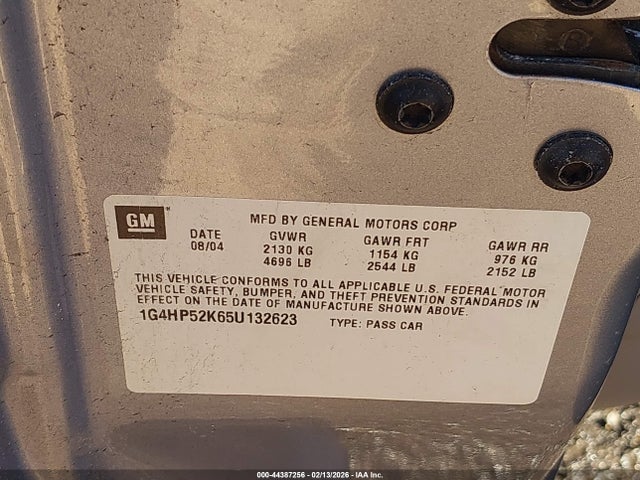 GM
MFD BY GENERAL MOTORS CORP
DATE GVWR GAWR FRT GAWR RR
08/04 2130 KG 1154 KG 976 KG
4696 LB 2544 LB 2152 LB
THIS VEHICLE CONFORMS TO ALL APPLICABLE U.S. FEDERAL MOTOR
VEHICLE SAFETY, BUMPER, AND THEFT PREVENTION STANDARDS IN
EFFECT ON THE DATE OF MANUFACTURE SHOWN ABOVE.
1G4HP52K65U132623 TYPE: PASS CAR
000-44387256 - 02/13/2026 - IAA Inc.